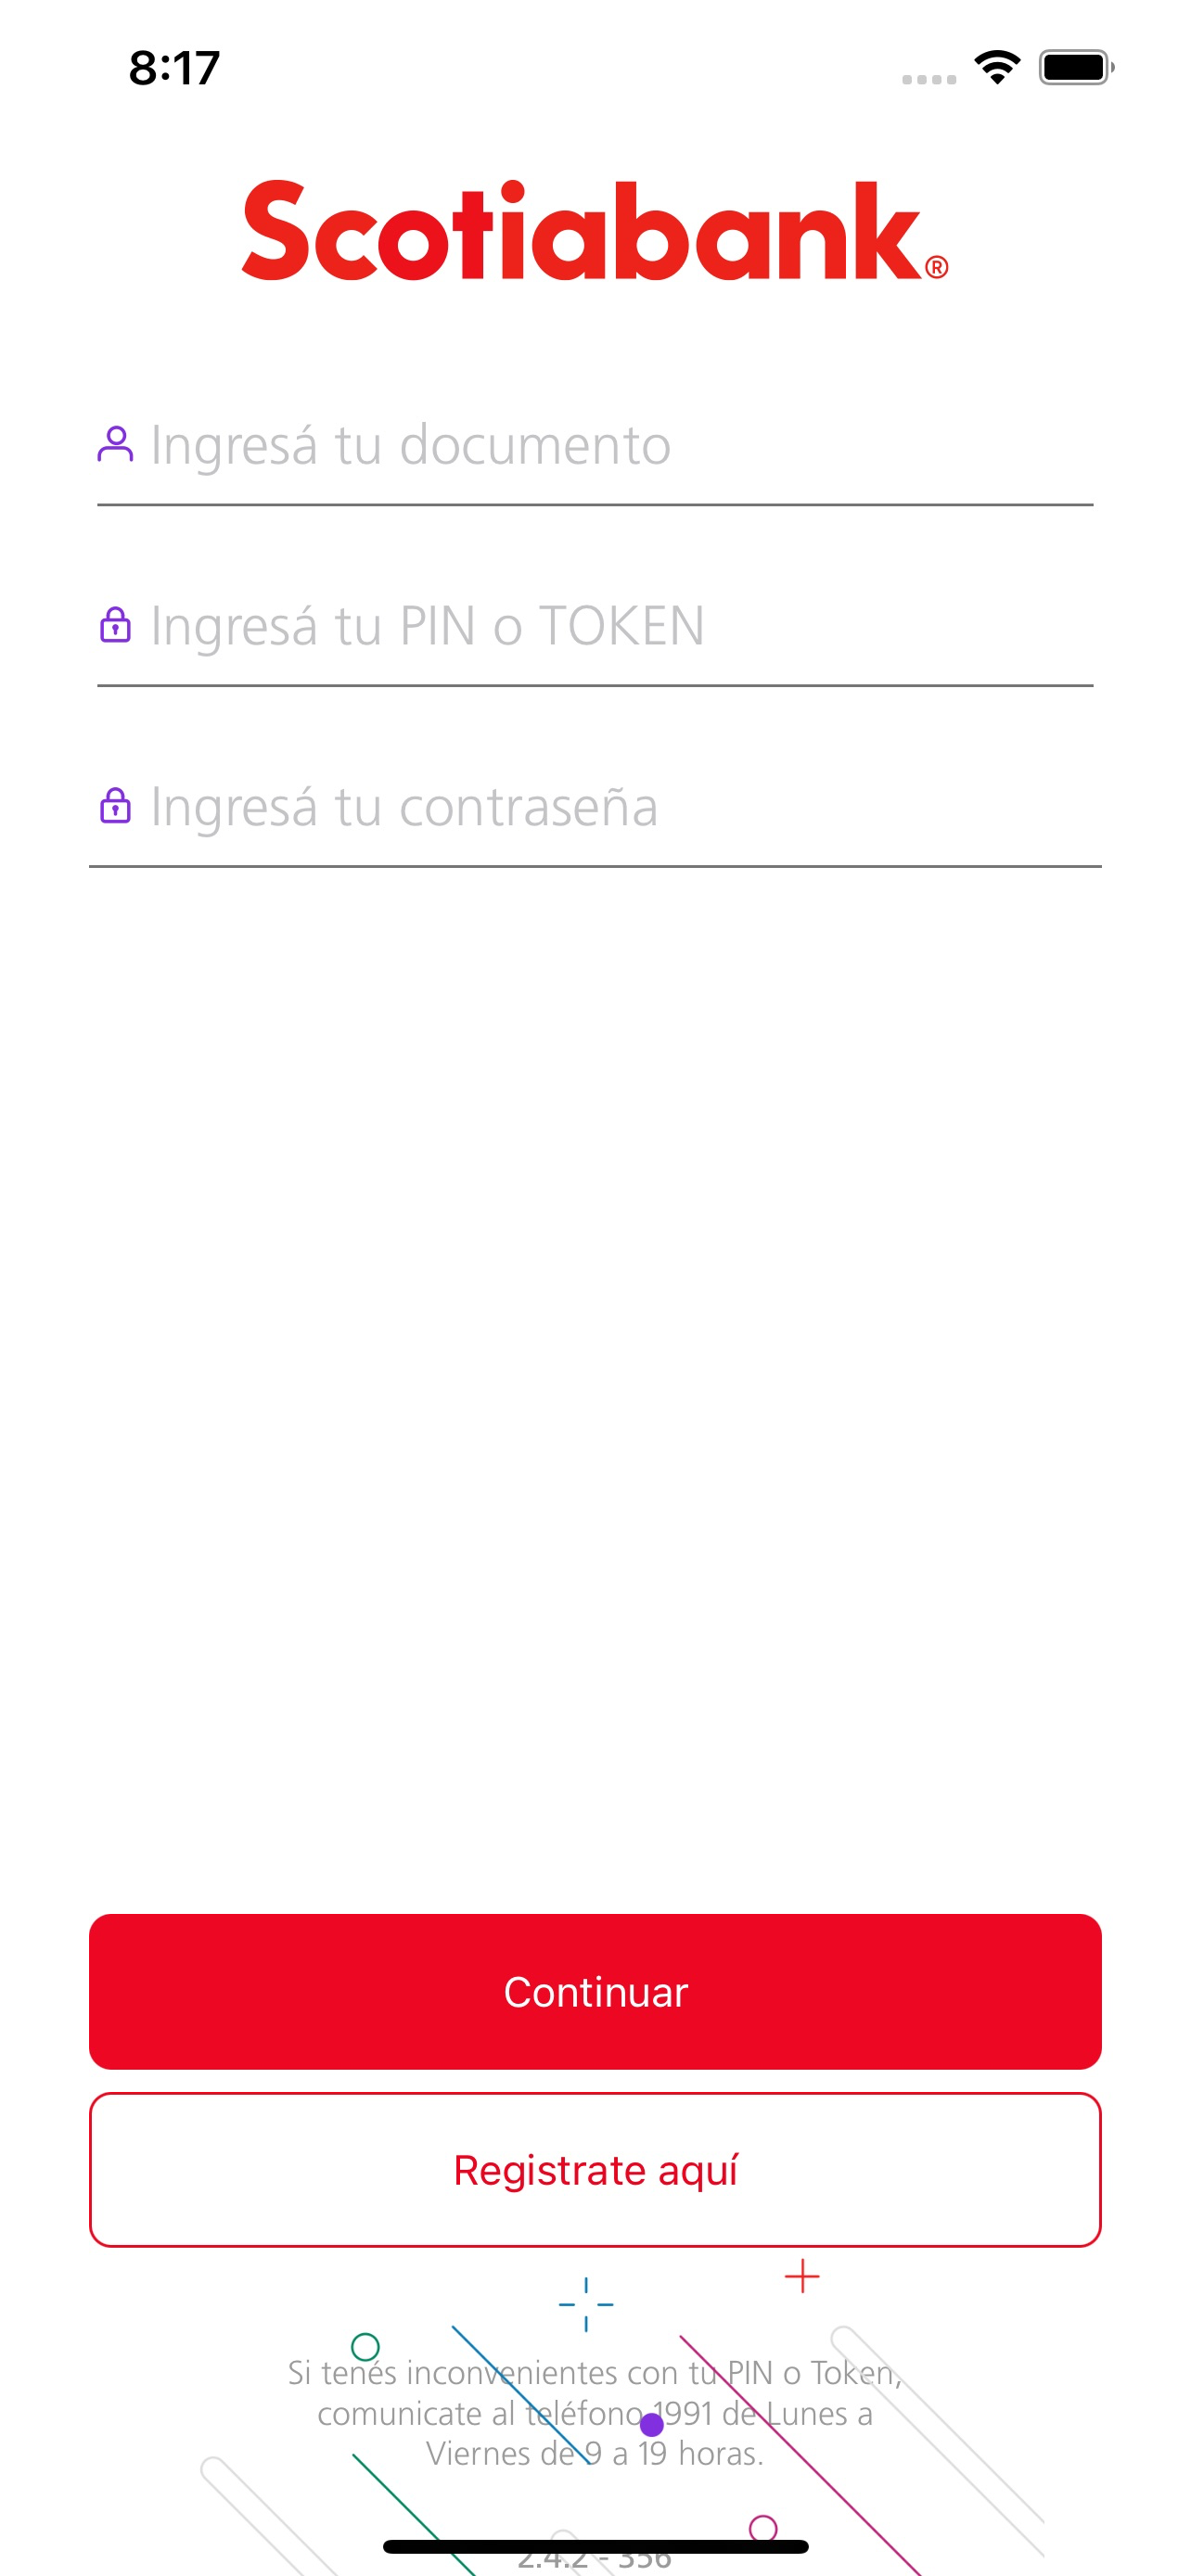 8:17
Scotiabank®
Ingresá tu documento
Ingresá tu PIN o TOKEN
Ingresá tu contraseña
Continuar
Registrate aquí
Si tenés inconvenientes con tu PIN o Token,
comunicate al teléfono 1991 de Lunes a
Viernes de 9 a 19 horas.
2.4.2 - 356